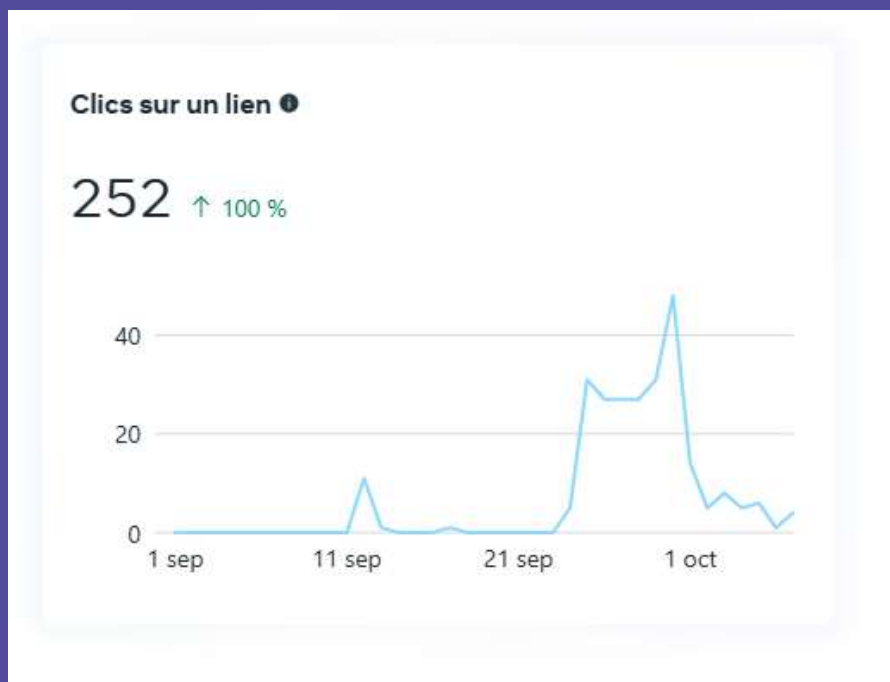 Clics sur un lien
252 ↑ 100 %
40
20
0
1 sep 11 sep 21 sep 1 oct